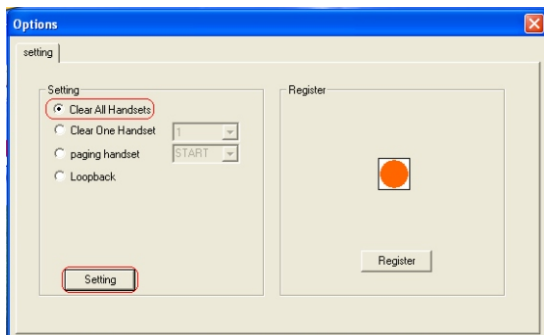 Options
setting
Setting
Clear All Handsets
Clear One Handset 1
paging handset START
Loopback
Setting
Register
Register